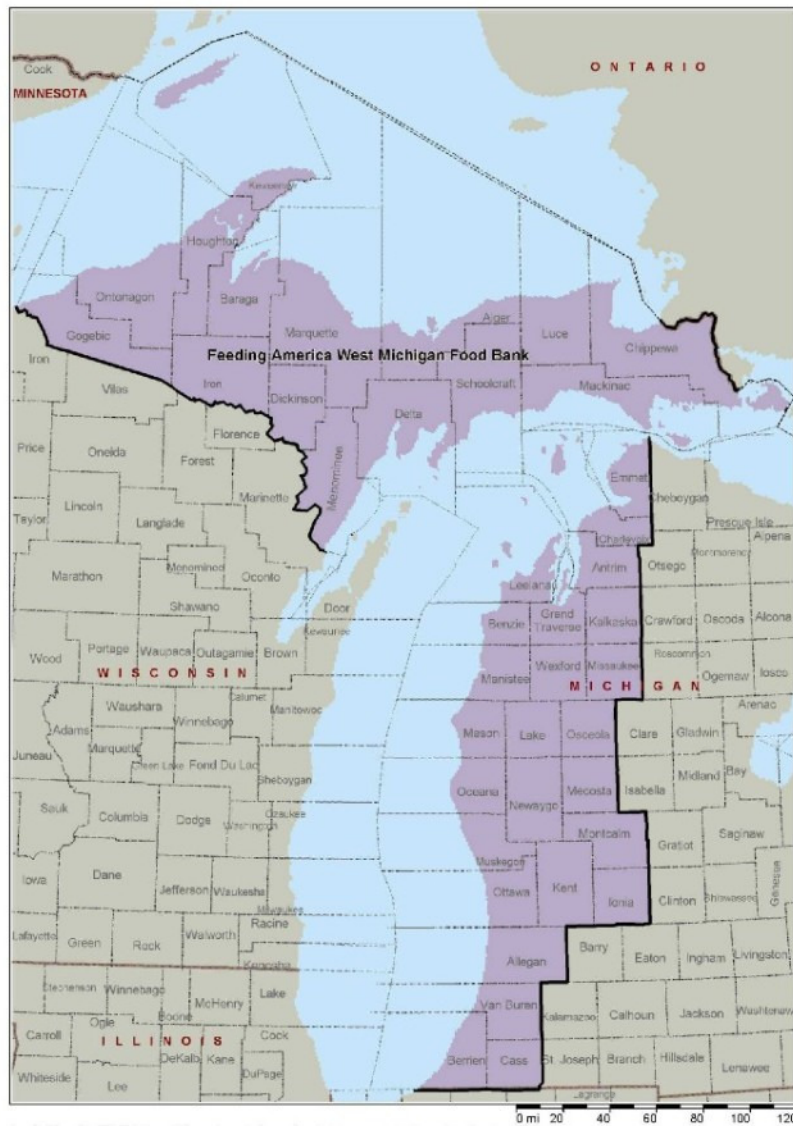 ONTARIO
Cook
MINNESOTA
Keweenaw
Houghton
Ontonagon
Baraga
Alger
Marquette
Luce
Gogebic
Chippewa
Feeding America West Michigan Food Bank
Iron
Iron
Schoolcraft
Mackinac
Vilas
Dickinson
Delta
Florence
Price
Oneida
Forest
Menominee
Emmet
Marinette
Cheboygan
Lincoln
Taylor
Langlade
Presque Isle
Charlevoix
Alpena
Menominee
Oconto
Antrim
Otsego
Montmorency
Marathon
Leelanau
Shawano
Door
Kewaunee
Benzie
Grand
Traverse
Kalkaska
Crawford
Oscoda
Alcona
Wood
Portage
Waupaca
Outagamie
Brown
Roscommon
Manistee
Wexford
Missaukee
Ogemaw
Iosco
WISCONSIN
MICHIGAN
Calumet
Manitowoc
Arenac
Waushara
Winnebago
Adams
Mason
Lake
Osceola
Clare
Gladwin
Marquette
Juneau
Green Lake
Fond Du Lac
Sheboygan
Midland
Bay
Oceana
Mecosta
Isabella
Sauk
Columbia
Dodge
Ozaukee
Washington
Newaygo
Montcalm
Gratiot
Saginaw
Muskegon
Dane
Iowa
Jefferson
Waukesha
Milwaukee
Ottawa
Kent
Ionia
Clinton
Shiawassee
Genesee
Lafayette
Green
Rock
Walworth
Racine
Kenosha
Allegan
Barry
Eaton
Ingham
Livingston
Stephenson
Winnebago
Boone
McHenry
Lake
Van Buren
Kalamazoo
Calhoun
Jackson
Washtenaw
Carroll
Ogle
ILLINOIS
Cook
DeKalb
Kane
DuPage
Berrien
Cass
St Joseph
Branch
Hillsdale
Lenawee
Whiteside
Lee
Lagrange
0 mi 20 40 60 80 100 120